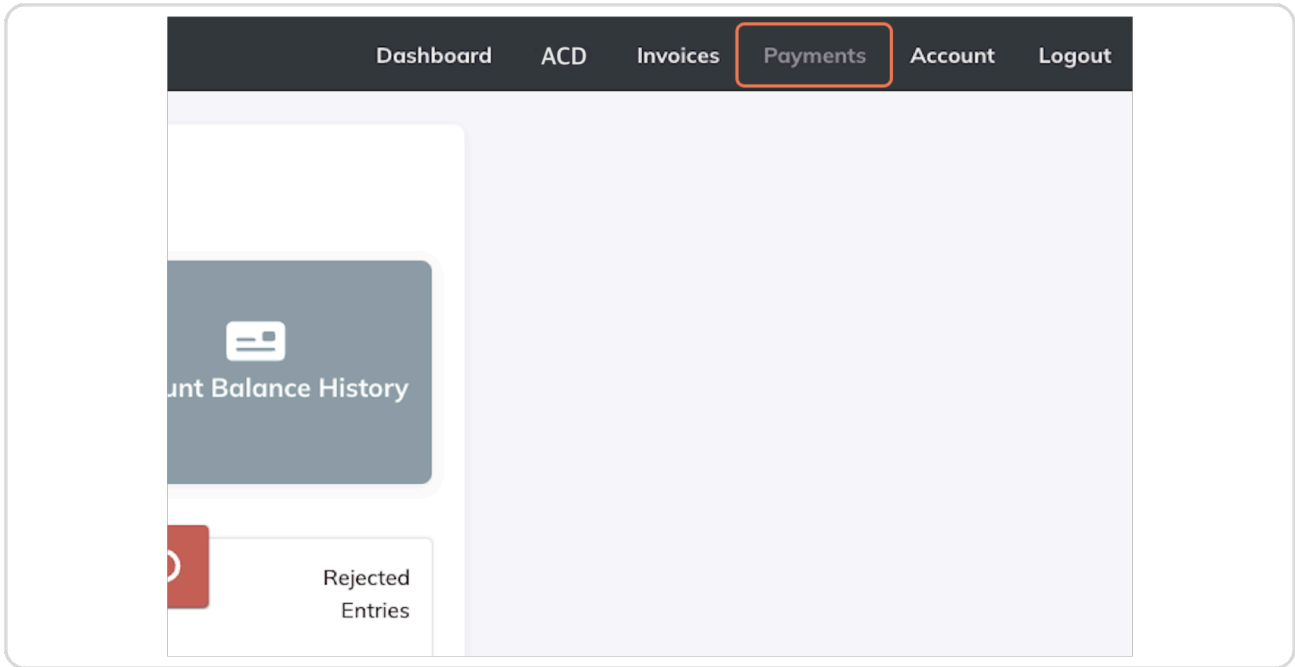 Dashboard ACD Invoices Payments Account Logout
unt Balance History
Rejected
Entries